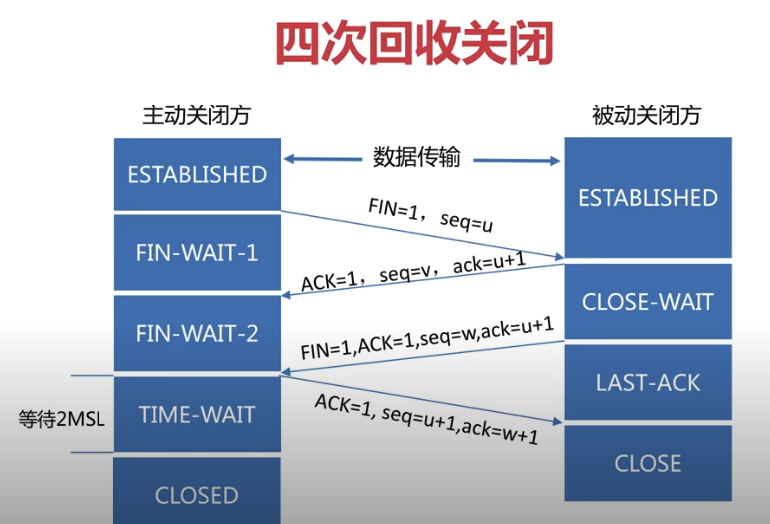 四次回收关闭
主动关闭方
被动关闭方
ESTABLISHED
数据传输
ESTABLISHED
FIN=1，seq=u
FIN-WAIT-1
ACK=1，seq=v，ack=u+1
CLOSE-WAIT
FIN-WAIT-2
FIN=1,ACK=1,seq=w,ack=u+1
LAST-ACK
等待2MSL
TIME-WAIT
ACK=1, seq=u+1,ack=w+1
CLOSE
CLOSED